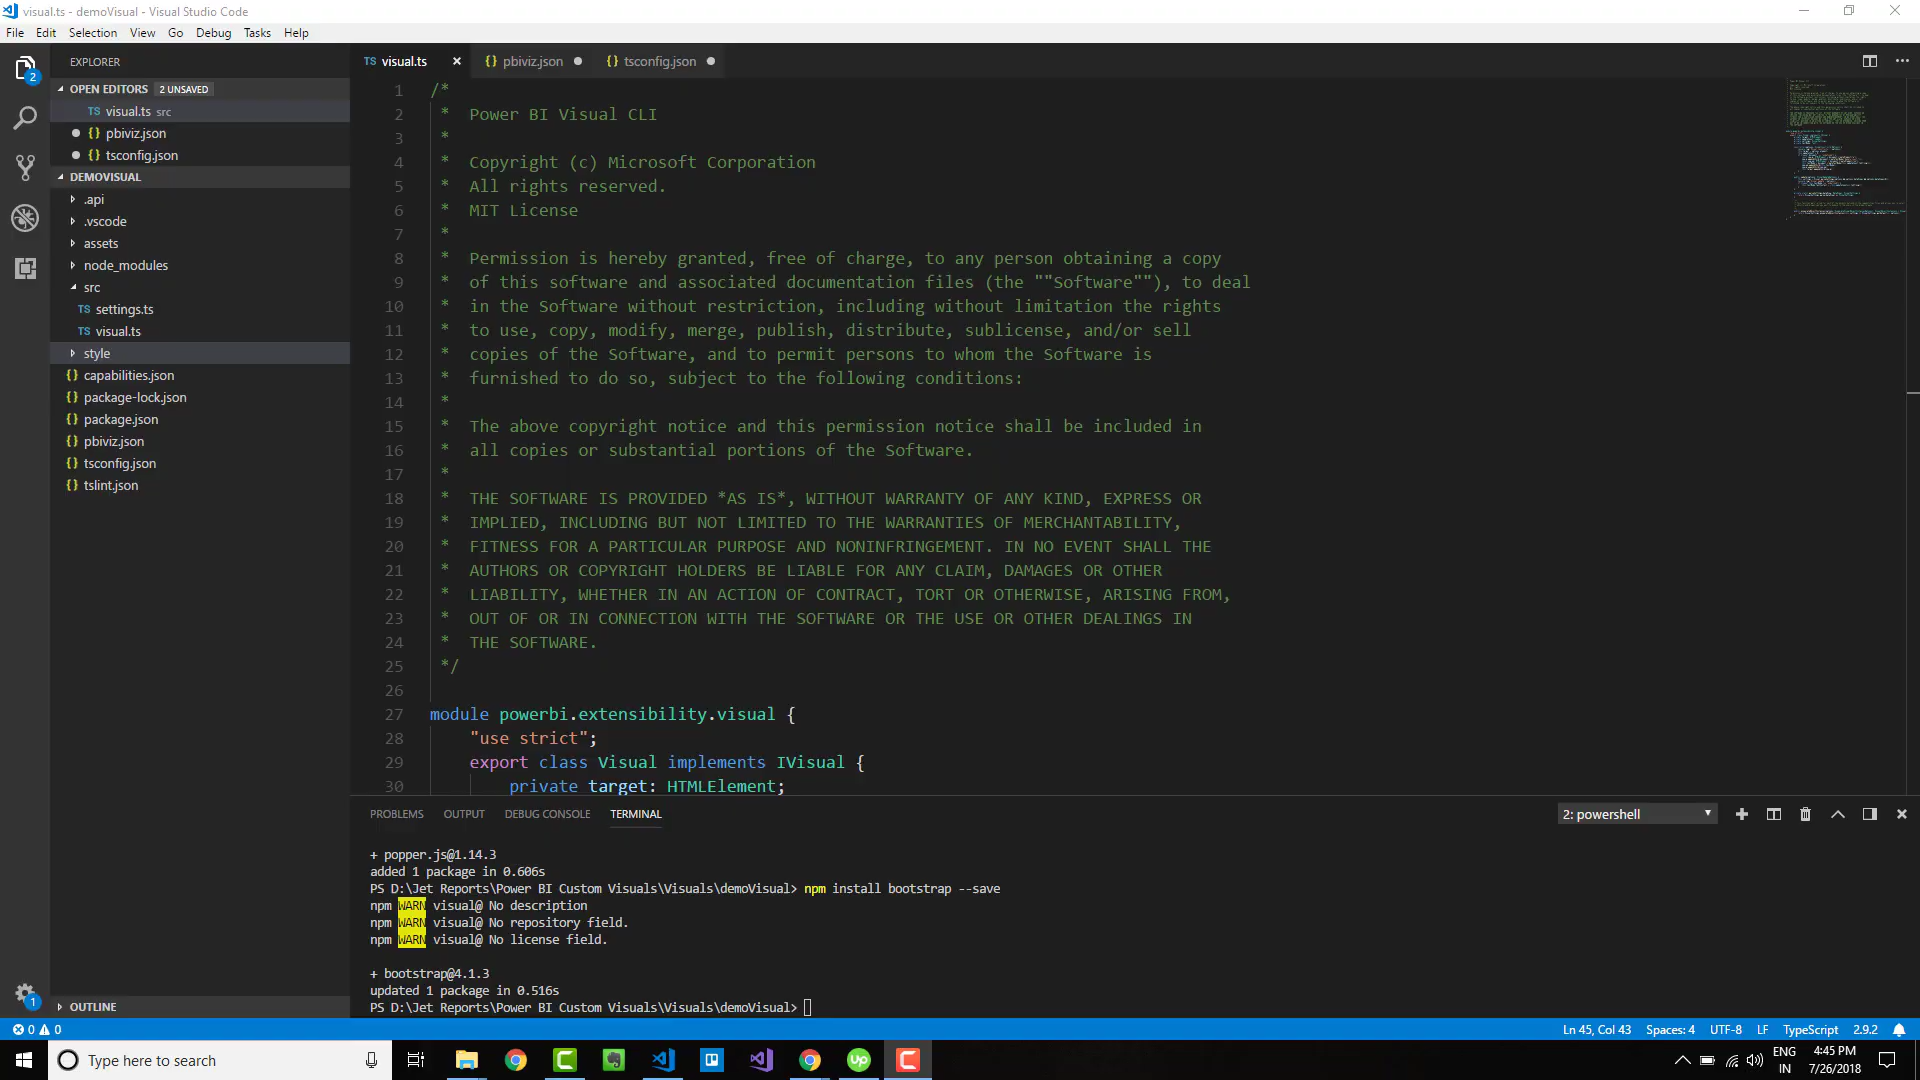 visual.ts - demoVisual - Visual Studio Code
File Edit Selection View Go Debug Tasks Help
EXPLORER
OPEN EDITORS 2 UNSAVED
TS visual.ts src
{} pbiviz.json
{} tsconfig.json
DEMOVISUAL
.api
.vscode
assets
node_modules
src
TS settings.ts
TS visual.ts
style
{} capabilities.json
{} package-lock.json
{} package.json
{} pbiviz.json
{} tsconfig.json
{} tslint.json
OUTLINE
2
1
TS visual.ts {} pbiviz.json {} tsconfig.json
1 /*
2 * Power BI Visual CLI
3 *
4 * Copyright (c) Microsoft Corporation
5 * All rights reserved.
6 * MIT License
7 *
8 * Permission is hereby granted, free of charge, to any person obtaining a copy
9 * of this software and associated documentation files (the ""Software""), to deal
10 * in the Software without restriction, including without limitation the rights
11 * to use, copy, modify, merge, publish, distribute, sublicense, and/or sell
12 * copies of the Software, and to permit persons to whom the Software is
13 * furnished to do so, subject to the following conditions:
14 *
15 * The above copyright notice and this permission notice shall be included in
16 * all copies or substantial portions of the Software.
17 *
18 * THE SOFTWARE IS PROVIDED *AS IS*, WITHOUT WARRANTY OF ANY KIND, EXPRESS OR
19 * IMPLIED, INCLUDING BUT NOT LIMITED TO THE WARRANTIES OF MERCHANTABILITY,
20 * FITNESS FOR A PARTICULAR PURPOSE AND NONINFRINGEMENT. IN NO EVENT SHALL THE
21 * AUTHORS OR COPYRIGHT HOLDERS BE LIABLE FOR ANY CLAIM, DAMAGES OR OTHER
22 * LIABILITY, WHETHER IN AN ACTION OF CONTRACT, TORT OR OTHERWISE, ARISING FROM,
23 * OUT OF OR IN CONNECTION WITH THE SOFTWARE OR THE USE OR OTHER DEALINGS IN
24 * THE SOFTWARE.
25 */
26
27 module powerbi.extensibility.visual {
28 "use strict";
29 export class Visual implements IVisual {
30 private target: HTMLElement;
PROBLEMS OUTPUT DEBUG CONSOLE TERMINAL 2: powershell
+ popper.js@1.14.3
added 1 package in 0.606s
PS D:\Jet Reports\Power BI Custom Visuals\Visuals\demoVisual> npm install bootstrap --save
npm WARN visual@ No description
npm WARN visual@ No repository field.
npm WARN visual@ No license field.
+ bootstrap@4.1.3
updated 1 package in 0.516s
PS D:\Jet Reports\Power BI Custom Visuals\Visuals\demoVisual>
0 0 Ln 45, Col 43 Spaces: 4 UTF-8 LF TypeScript 2.9.2
Type here to search
Up
ENG
IN
4:45 PM
7/26/2018